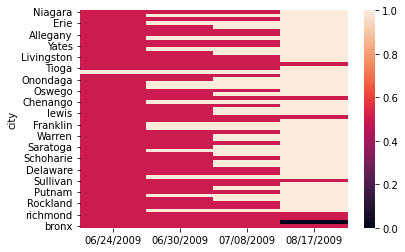 Niagara
Erie
Allegany
Yates
Livingston
Tioga
Onondaga
Oswego
Chenango
lewis
Franklin
Warren
Saratoga
Schoharie
Delaware
Sullivan
Putnam
Rockland
richmond
bronx
city
06/24/2009 06/30/2009 07/08/2009 08/17/2009
1.0
0.8
0.6
0.4
0.2
0.0